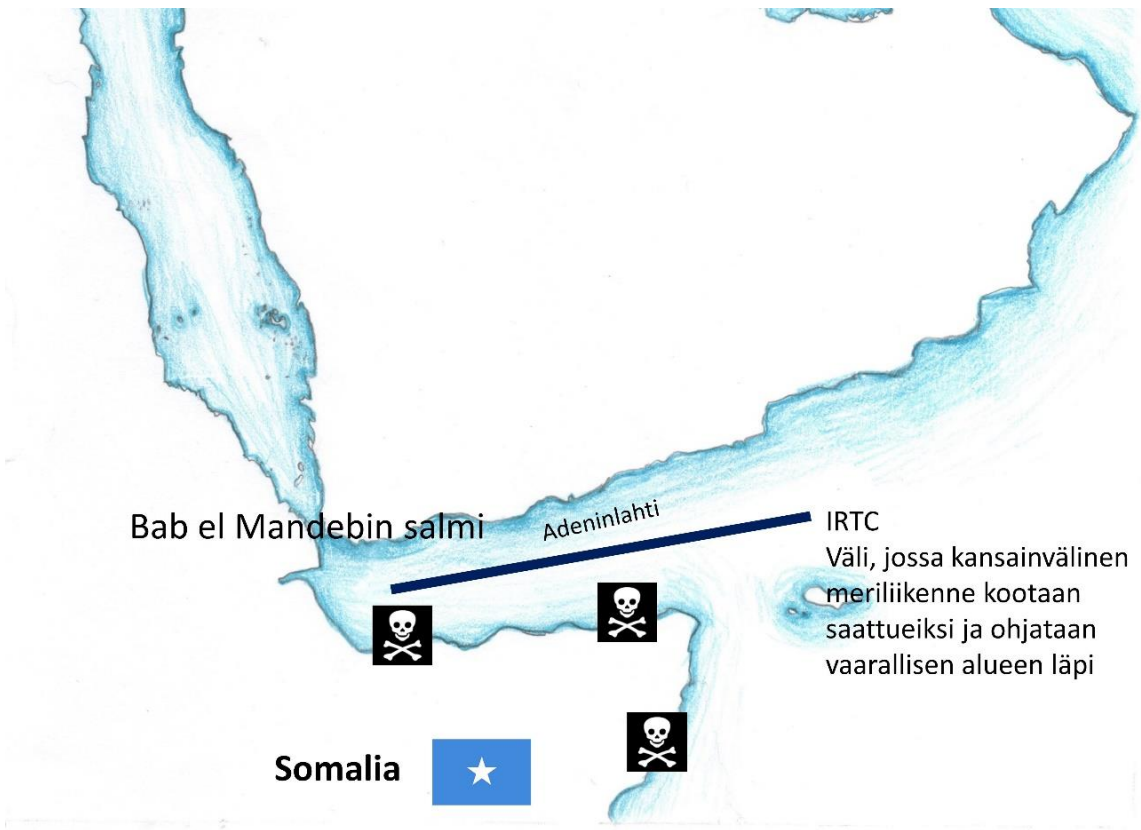 Bab el Mandebin salmi
Adeninlahti
IRTC
Väli, jossa kansainvälinen
meriliikenne kootaan
saattueiksi ja ohjataan
vaarallisen alueen läpi
Somalia